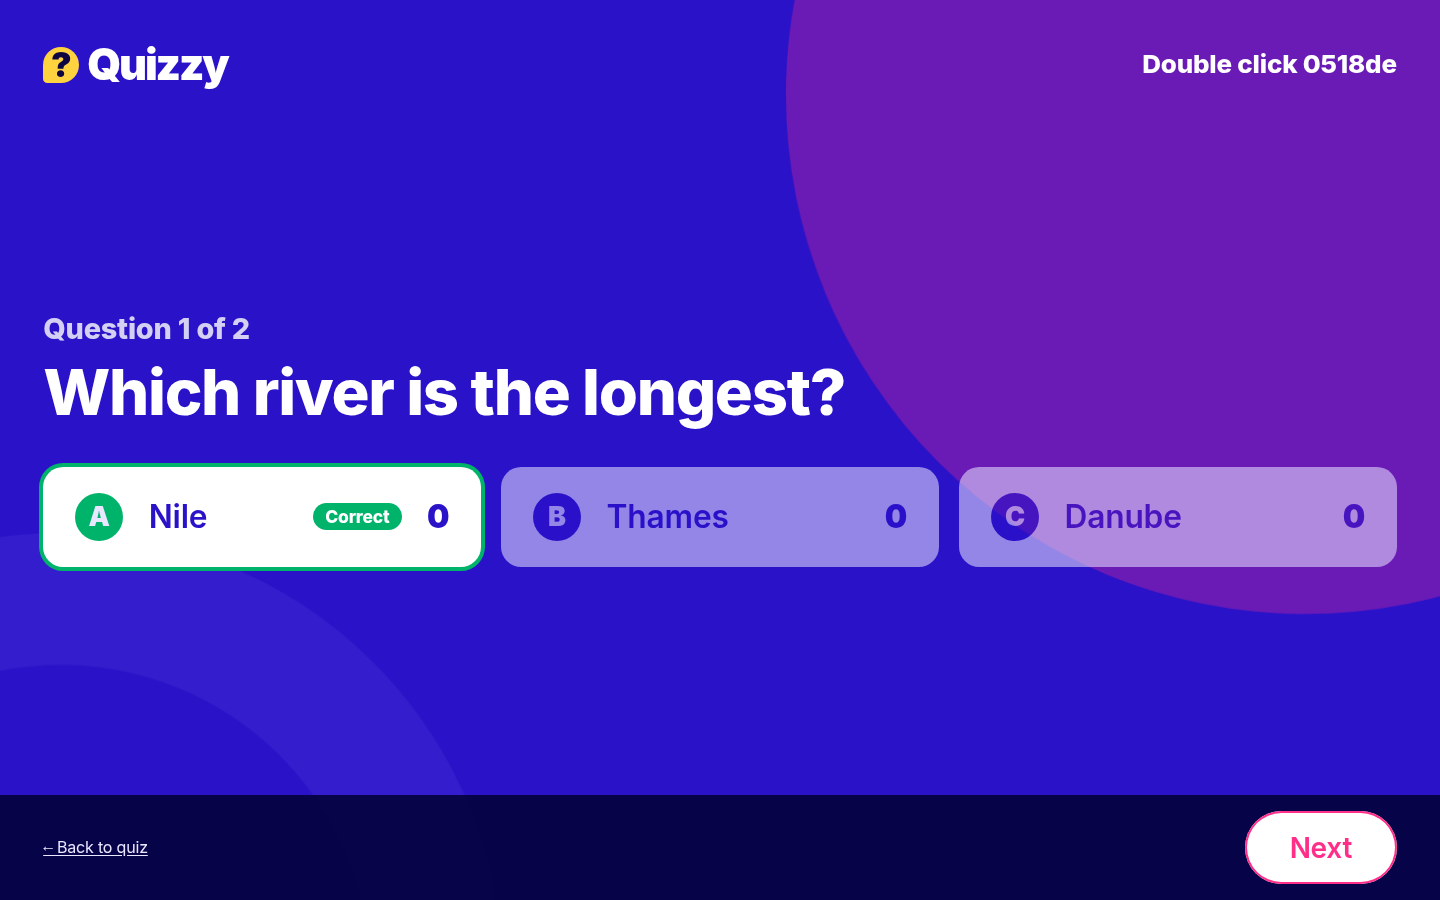 ? Quizzy
Double click 0518de
Question 1 of 2
Which river is the longest?
A Nile Correct 0
B Thames 0
C Danube 0
←Back to quiz
Next